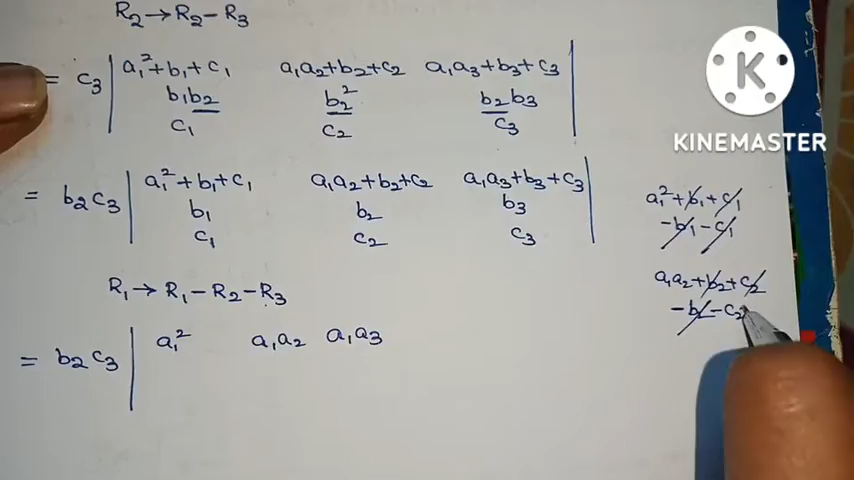 R₂ → R₂ - R₃
= c₃ | a₁² + b₁ + c₁  a₁a₂ + b₂ + c₂  a₁a₃ + b₃ + c₃ |
b₁b₂  b₂²  b₂b₃
c₁  c₂  c₃
= b₂c₃ | a₁² + b₁ + c₁  a₁a₂ + b₂ + c₂  a₁a₃ + b₃ + c₃ |
b₁  b₂  b₃
c₁  c₂  c₃
R₁ → R₁ - R₂ - R₃
= b₂c₃ | a₁²  a₁a₂  a₁a₃
a₁² + b₁ + c₁
- b₁ - c₁
a₁a₂ + b₂ + c₂
- b₂ - c₂
K
KINEMASTER